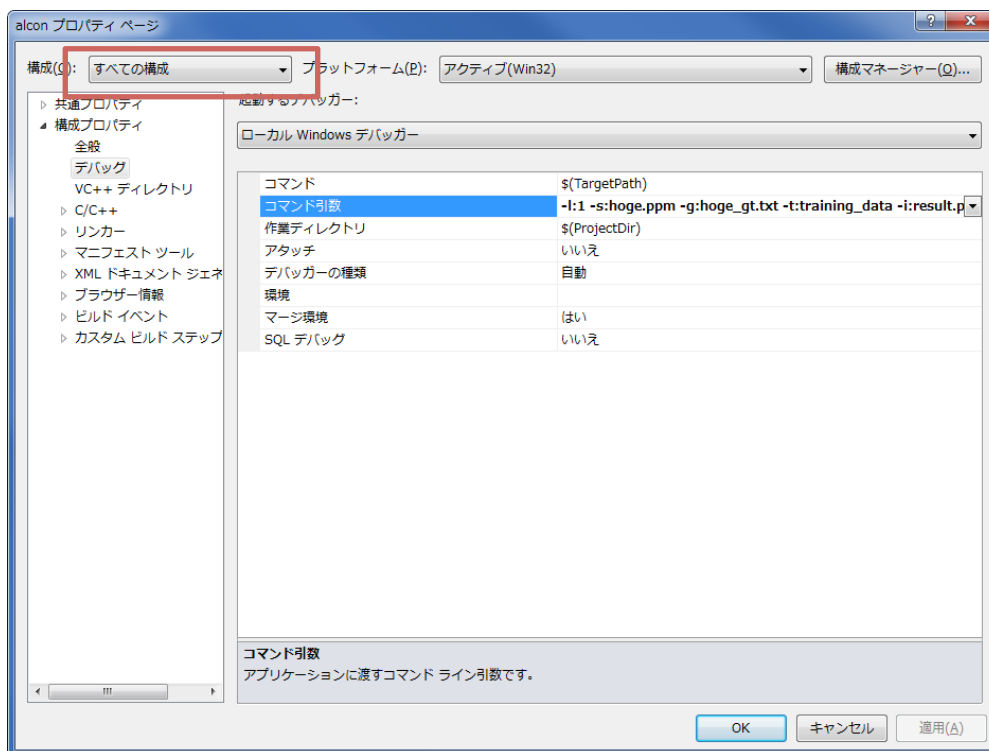 alcon プロパティ ページ
構成(C): すべての構成 プラットフォーム(P): アクティブ(Win32) 構成マネージャー(O)...
共通プロパティ
構成プロパティ
全般
デバッグ
VC++ ディレクトリ
C/C++
リンカー
マニフェスト ツール
XML ドキュメント ジェネ
ブラウザー情報
ビルド イベント
カスタム ビルド ステップ
起動するデバッガー:
ローカル Windows デバッガー
コマンド $(TargetPath)
コマンド引数 -l:1 -s:hoge.ppm -g:hoge_gt.txt -t:training_data -i:result.p
作業ディレクトリ $(ProjectDir)
アタッチ いいえ
デバッガーの種類 自動
環境
マージ環境 はい
SQL デバッグ いいえ
コマンド引数
アプリケーションに渡すコマンド ライン引数です。
OK キャンセル 適用(A)